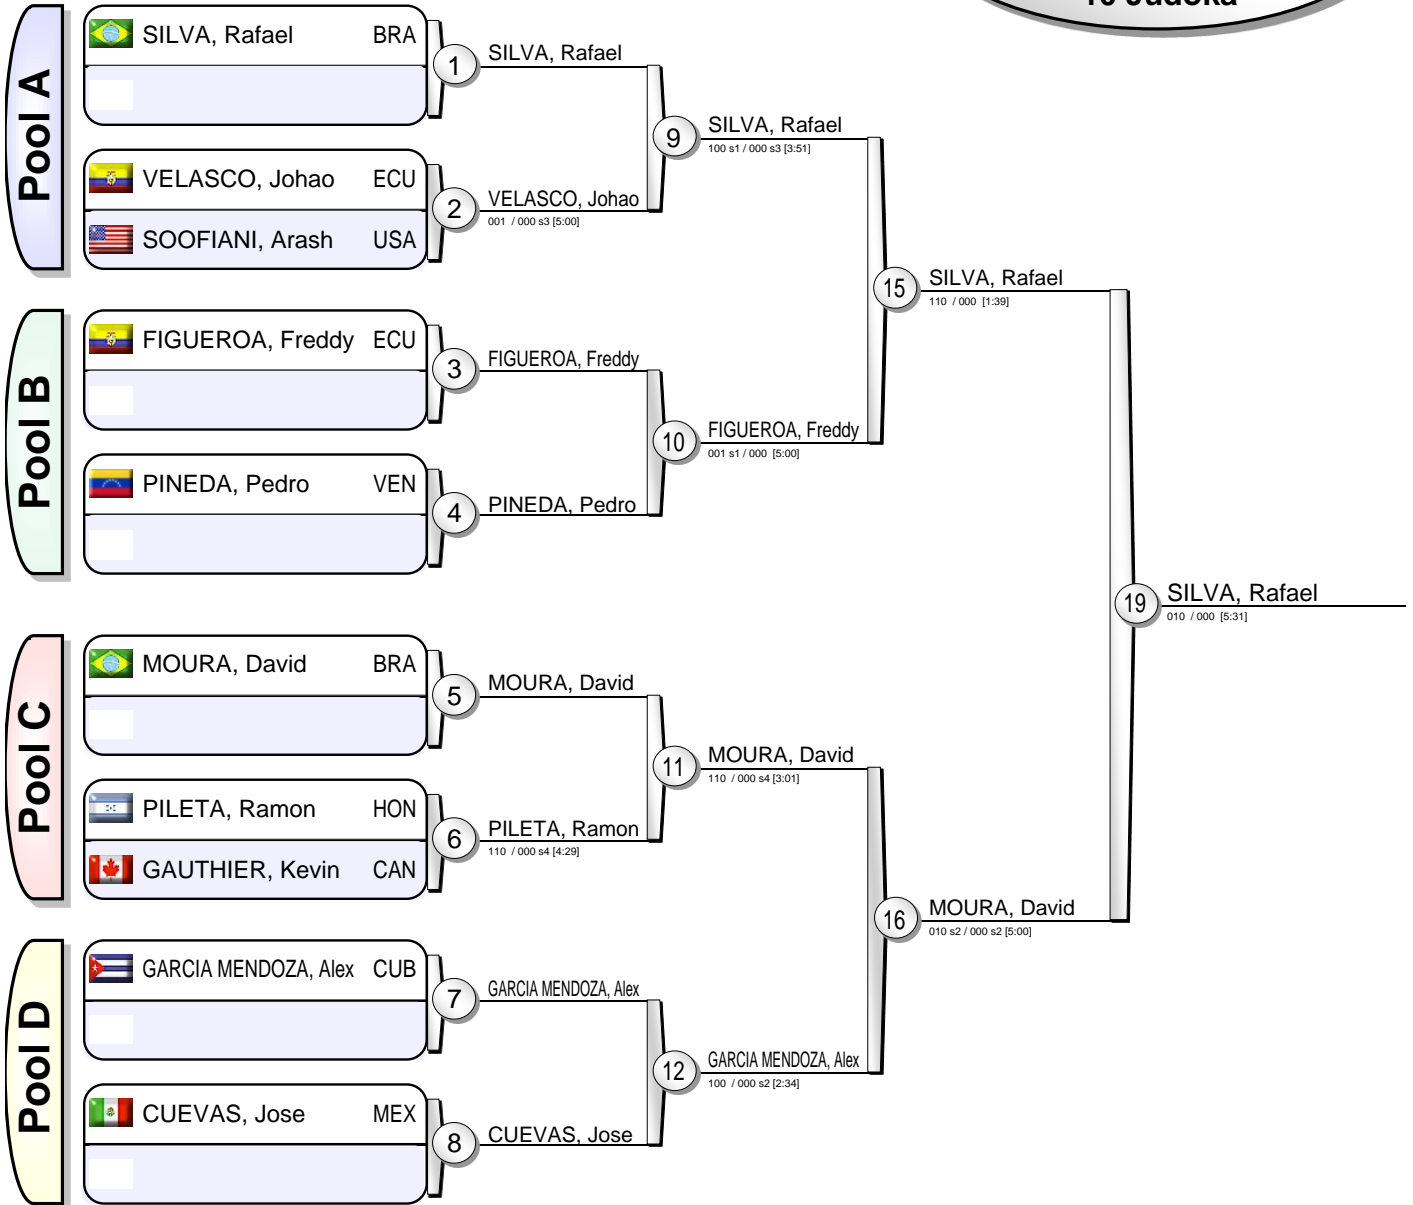 10 Judoka
Pool A
SILVA, Rafael BRA
VELASCO, Johao ECU
SOOFIANI, Arash USA
Pool B
FIGUEROA, Freddy ECU
PINEDA, Pedro VEN
Pool C
MOURA, David BRA
PILETA, Ramon HON
GAUTHIER, Kevin CAN
Pool D
GARCIA MENDOZA, Alex CUB
CUEVAS, Jose MEX
1
SILVA, Rafael
2
VELASCO, Johao
001 / 000 s3 [5:00]
3
FIGUEROA, Freddy
4
PINEDA, Pedro
5
MOURA, David
6
PILETA, Ramon
110 / 000 s4 [4:29]
7
GARCIA MENDOZA, Alex
8
CUEVAS, Jose
9
SILVA, Rafael
100 s1 / 000 s3 [3:51]
10
FIGUEROA, Freddy
001 s1 / 000 [5:00]
11
MOURA, David
110 / 000 s4 [3:01]
12
GARCIA MENDOZA, Alex
100 / 000 s2 [2:34]
15
SILVA, Rafael
110 / 000 [1:39]
16
MOURA, David
010 s2 / 000 s2 [5:00]
19
SILVA, Rafael
010 / 000 [5:31]